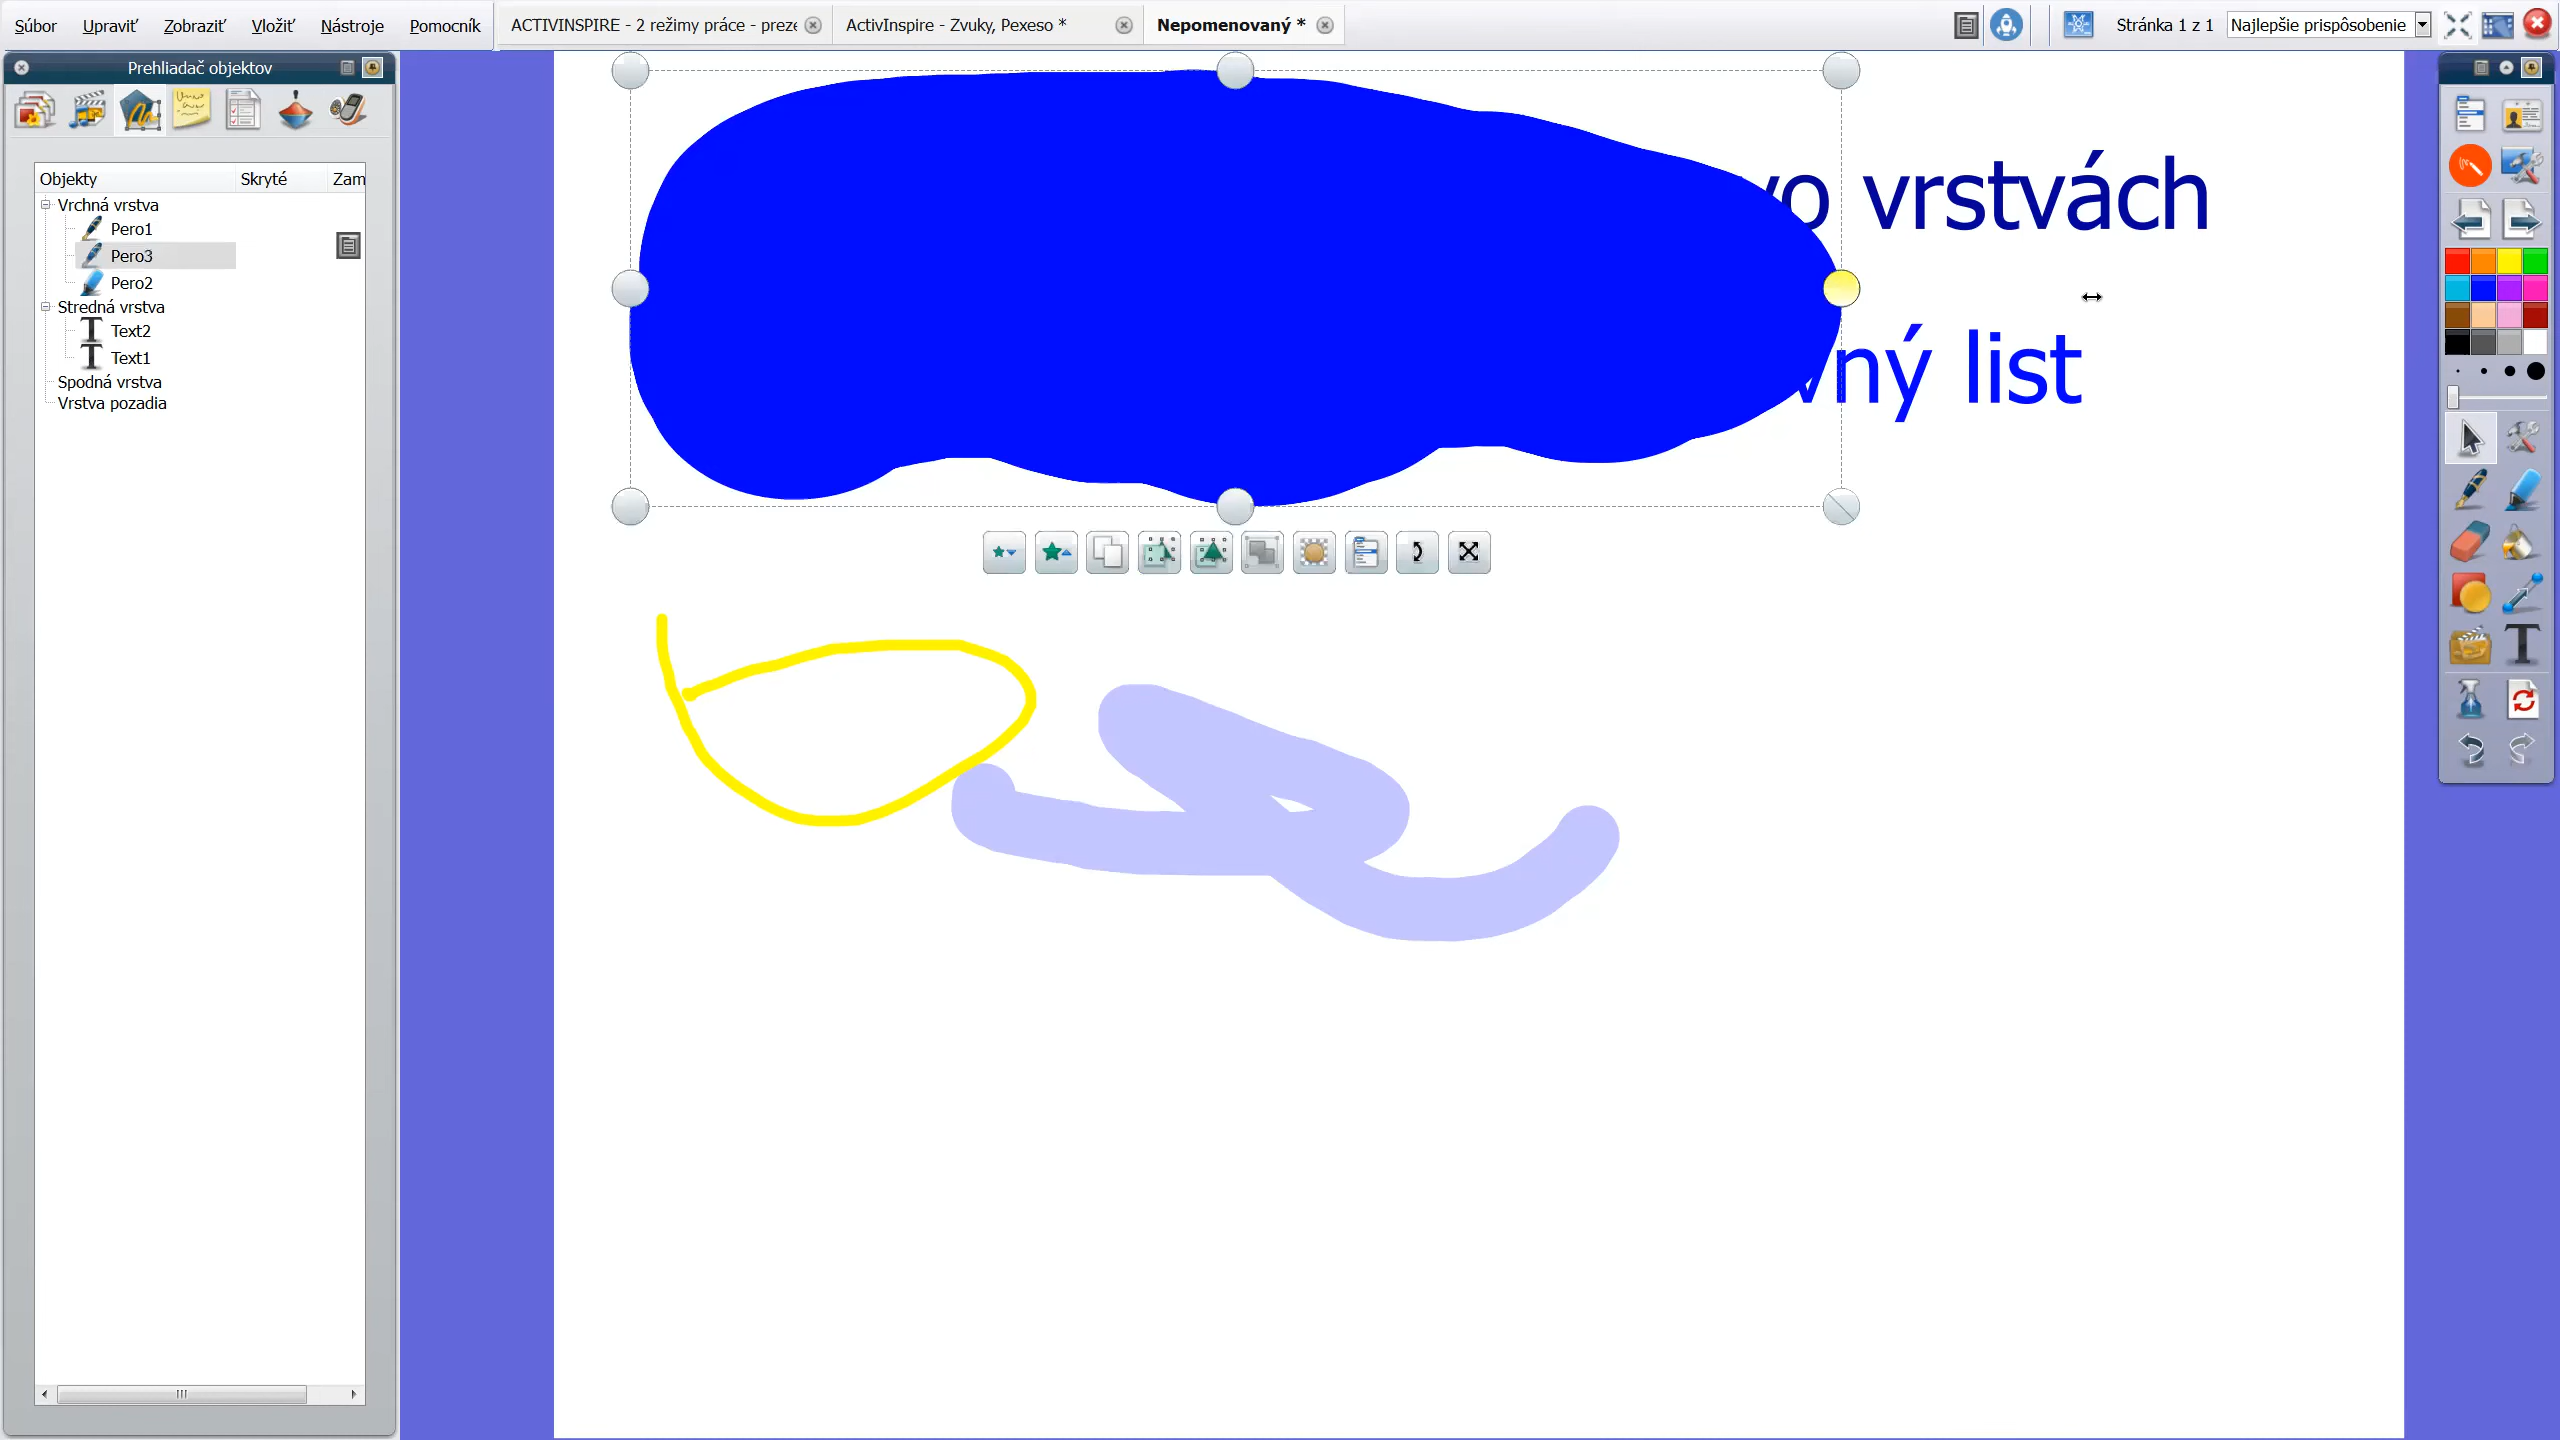 Súbor Upraviť Zobraziť Vložiť Nástroje Pomocník
ACTIVINSPIRE - 2 režimy práce - preze
ActivInspire - Zvuky, Pexeso *
Nepomenovaný *
Stránka 1 z 1
Najlepšie prispôsobenie
Prehliadač objektov
Objekty Skryté Zam
Vrchná vrstva
Pero1
Pero3
Pero2
Stredná vrstva
Text2
Text1
Spodná vrstva
Vrstva pozadia
vo vrstvách
vný list